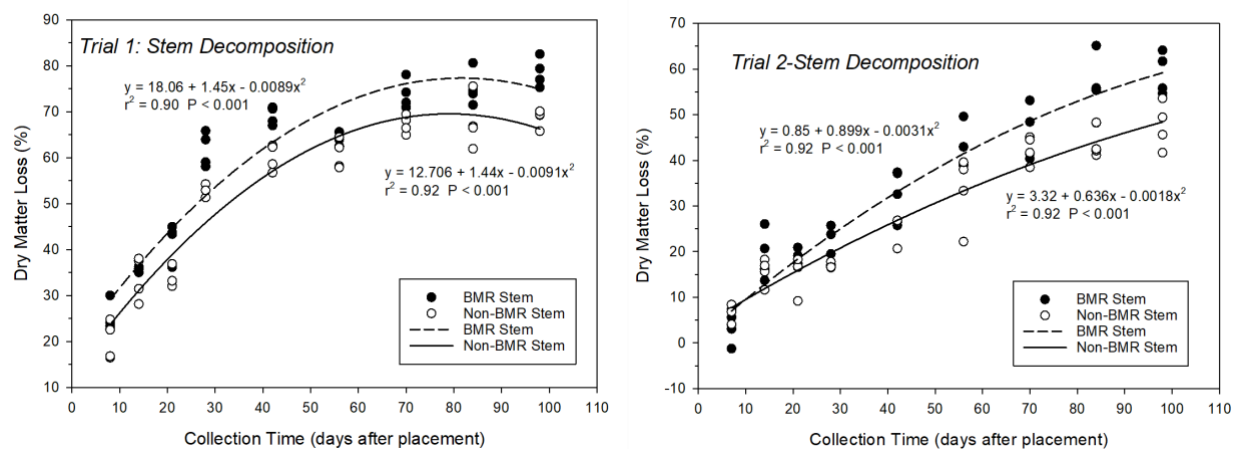 Trial 1: Stem Decomposition
y = 18.06 + 1.45x - 0.0089x²
r² = 0.90 P < 0.001
y = 12.706 + 1.44x - 0.0091x²
r² = 0.92 P < 0.001
BMR Stem
Non-BMR Stem
BMR Stem
Non-BMR Stem
Dry Matter Loss (%)
90
80
70
60
50
40
30
20
10
0 10 20 30 40 50 60 70 80 90 100 110
Collection Time (days after placement)
Trial 2-Stem Decomposition
y = 0.85 + 0.899x - 0.0031x²
r² = 0.92 P < 0.001
y = 3.32 + 0.636x - 0.0018x²
r² = 0.92 P < 0.001
BMR Stem
Non-BMR Stem
BMR Stem
Non-BMR Stem
Dry Matter Loss (%)
70
60
50
40
30
20
10
0
-10
0 10 20 30 40 50 60 70 80 90 100 110
Collection Time (days after placement)